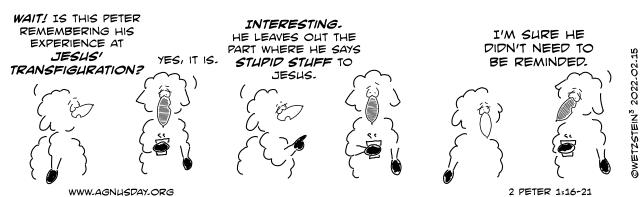 WAIT! IS THIS PETER
REMEMBERING HIS
EXPERIENCE AT
JESUS'
TRANSFIGURATION?
YES, IT IS.
INTERESTING.
HE LEAVES OUT THE
PART WHERE HE SAYS
STUPID STUFF TO
JESUS.
I'M SURE HE
DIDN'T NEED TO
BE REMINDED.
©WETZSTEIN³ 2022.02.15
WWW.AGNUSDAY.ORG
2 PETER 1:16-21